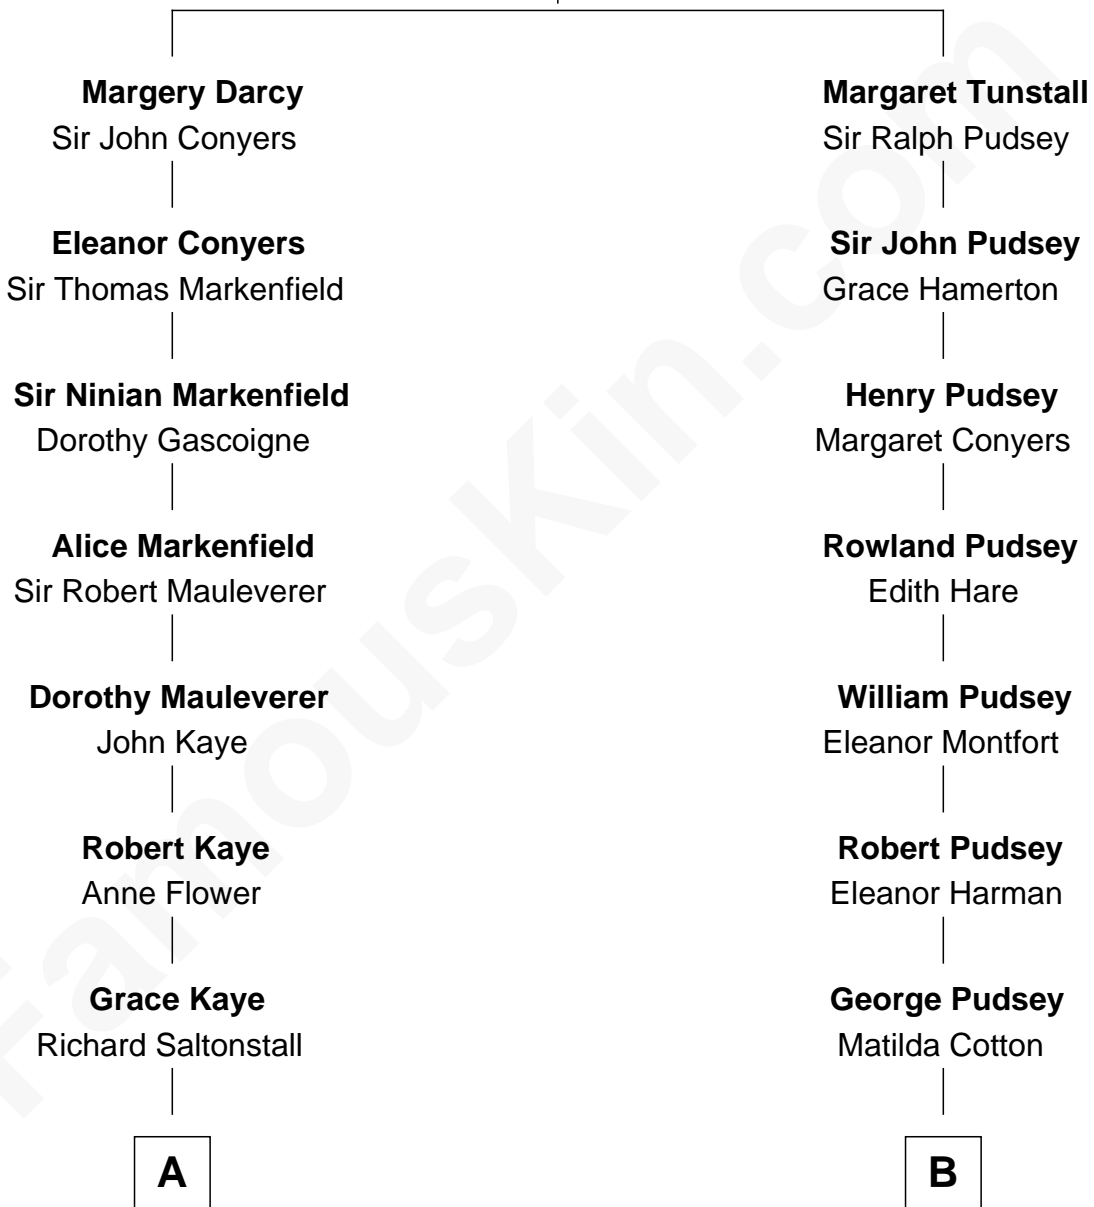 Margery Darcy
Sir John Conyers
Eleanor Conyers
Sir Thomas Markenfield
Sir Ninian Markenfield
Dorothy Gascoigne
Alice Markenfield
Sir Robert Mauleverer
Dorothy Mauleverer
John Kaye
Robert Kaye
Anne Flower
Grace Kaye
Richard Saltonstall
A
Margaret Tunstall
Sir Ralph Pudsey
Sir John Pudsey
Grace Hamerton
Henry Pudsey
Margaret Conyers
Rowland Pudsey
Edith Hare
William Pudsey
Eleanor Montfort
Robert Pudsey
Eleanor Harman
George Pudsey
Matilda Cotton
B
FamousKin.com